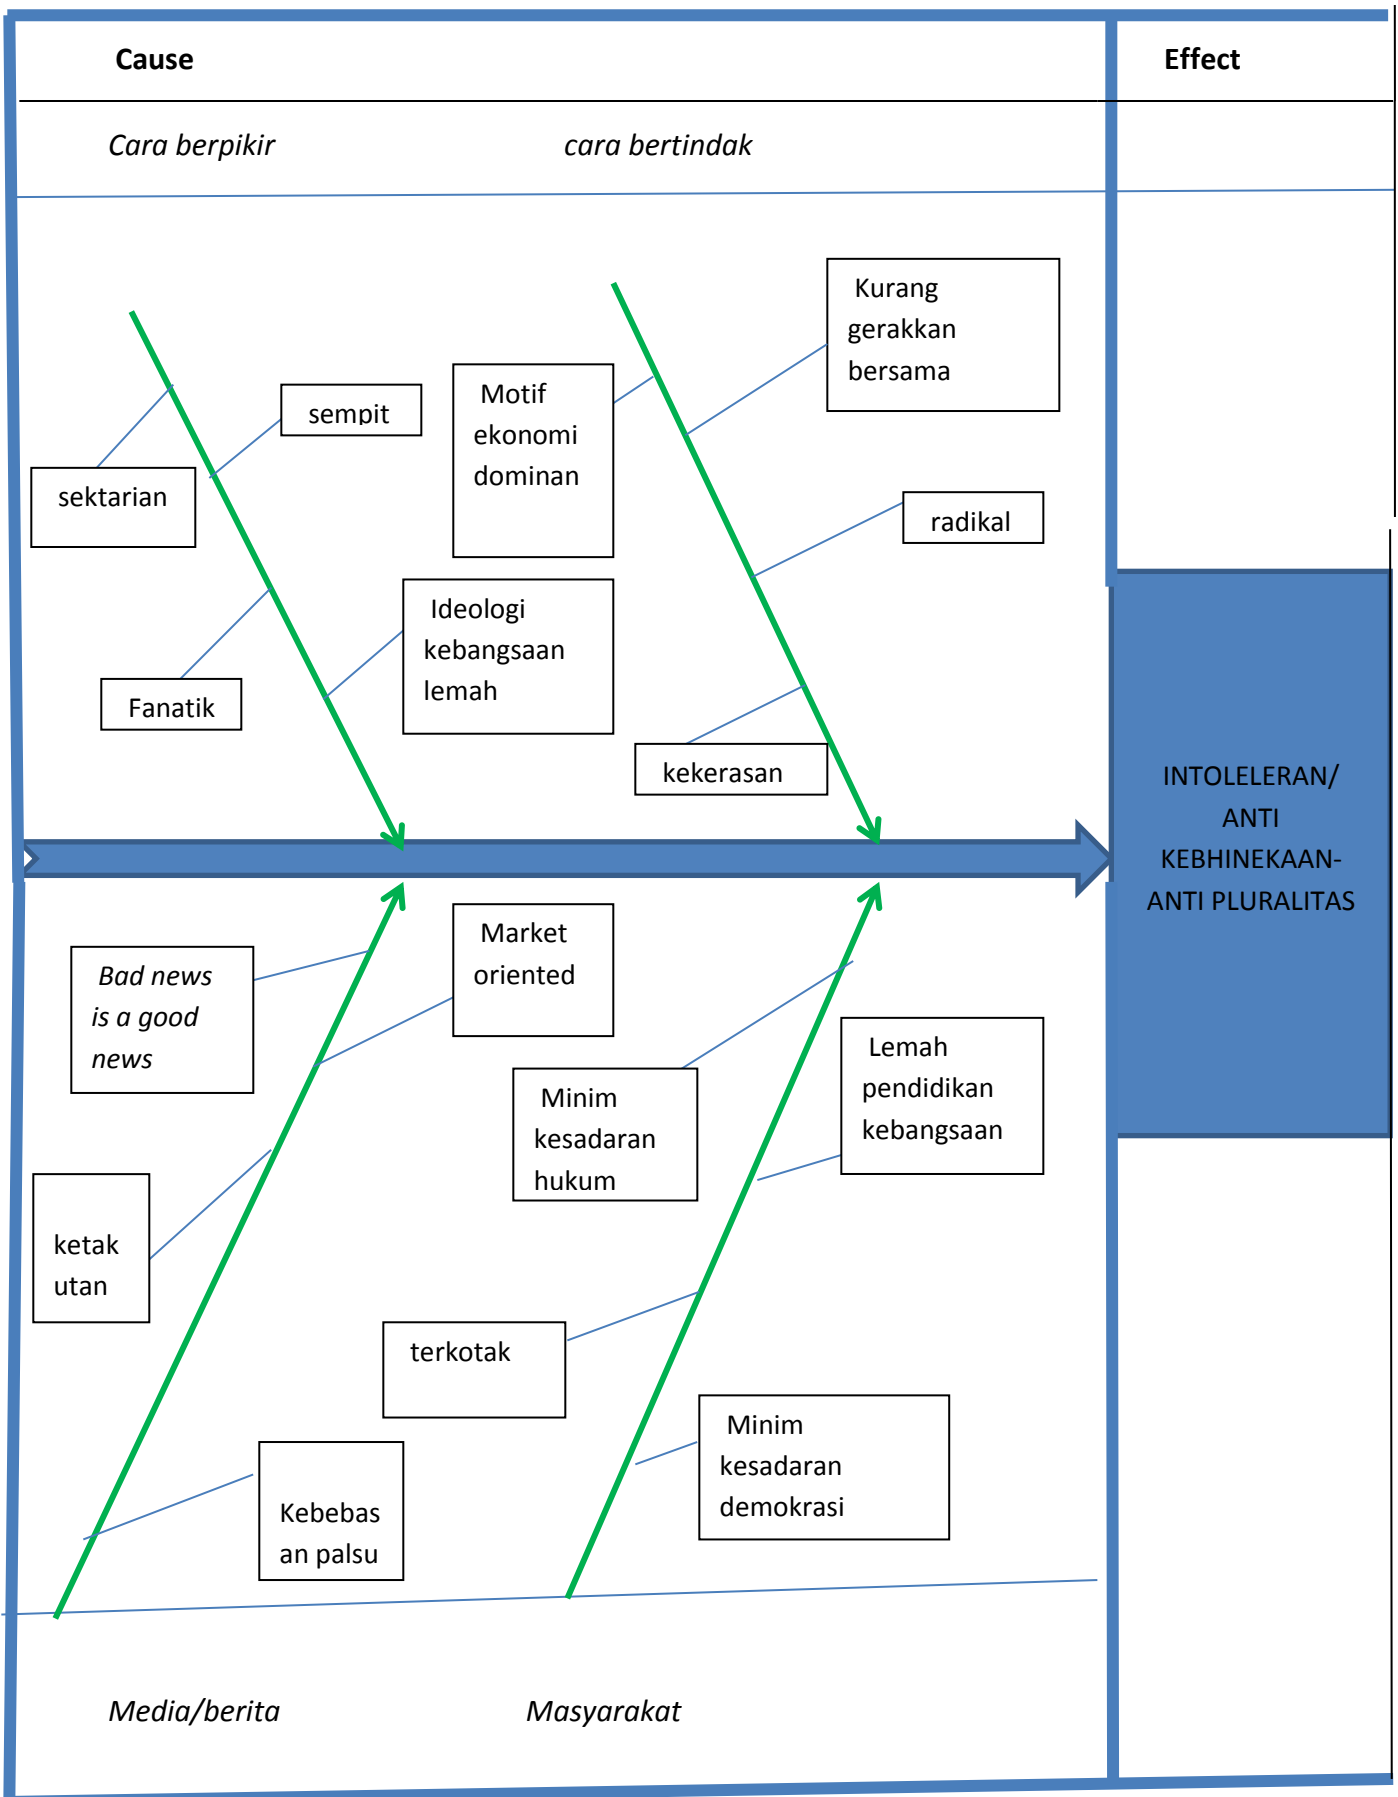 Cause
Effect
Cara berpikir
cara bertindak
Kurang
gerakkan
bersama
sempit
Motif
ekonomi
dominan
sektarian
radikal
Ideologi
kebangsaan
lemah
Fanatik
kekerasan
INTOLELERAN/
ANTI
KEBHINEKAAN-
ANTI PLURALITAS
Bad news
is a good
news
Market
oriented
Minim
kesadaran
hukum
Lemah
pendidikan
kebangsaan
ketak
utan
terkotak
Minim
kesadaran
demokrasi
Kebebas
an palsu
Media/berita
Masyarakat